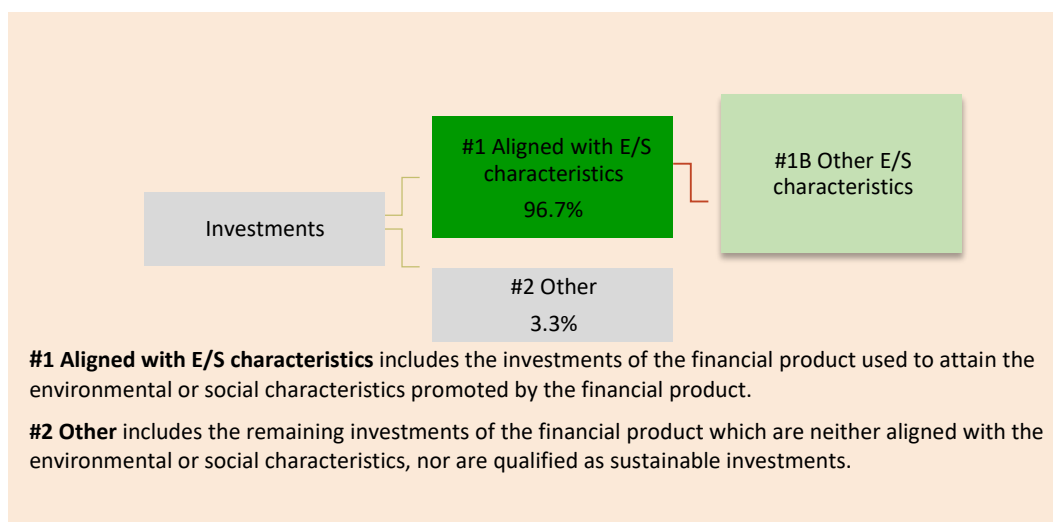 #1 Aligned with E/S
characteristics
96.7%
#1B Other E/S
characteristics
Investments
#2 Other
3.3%
#1 Aligned with E/S characteristics includes the investments of the financial product used to attain the
environmental or social characteristics promoted by the financial product.
#2 Other includes the remaining investments of the financial product which are neither aligned with the
environmental or social characteristics, nor are qualified as sustainable investments.